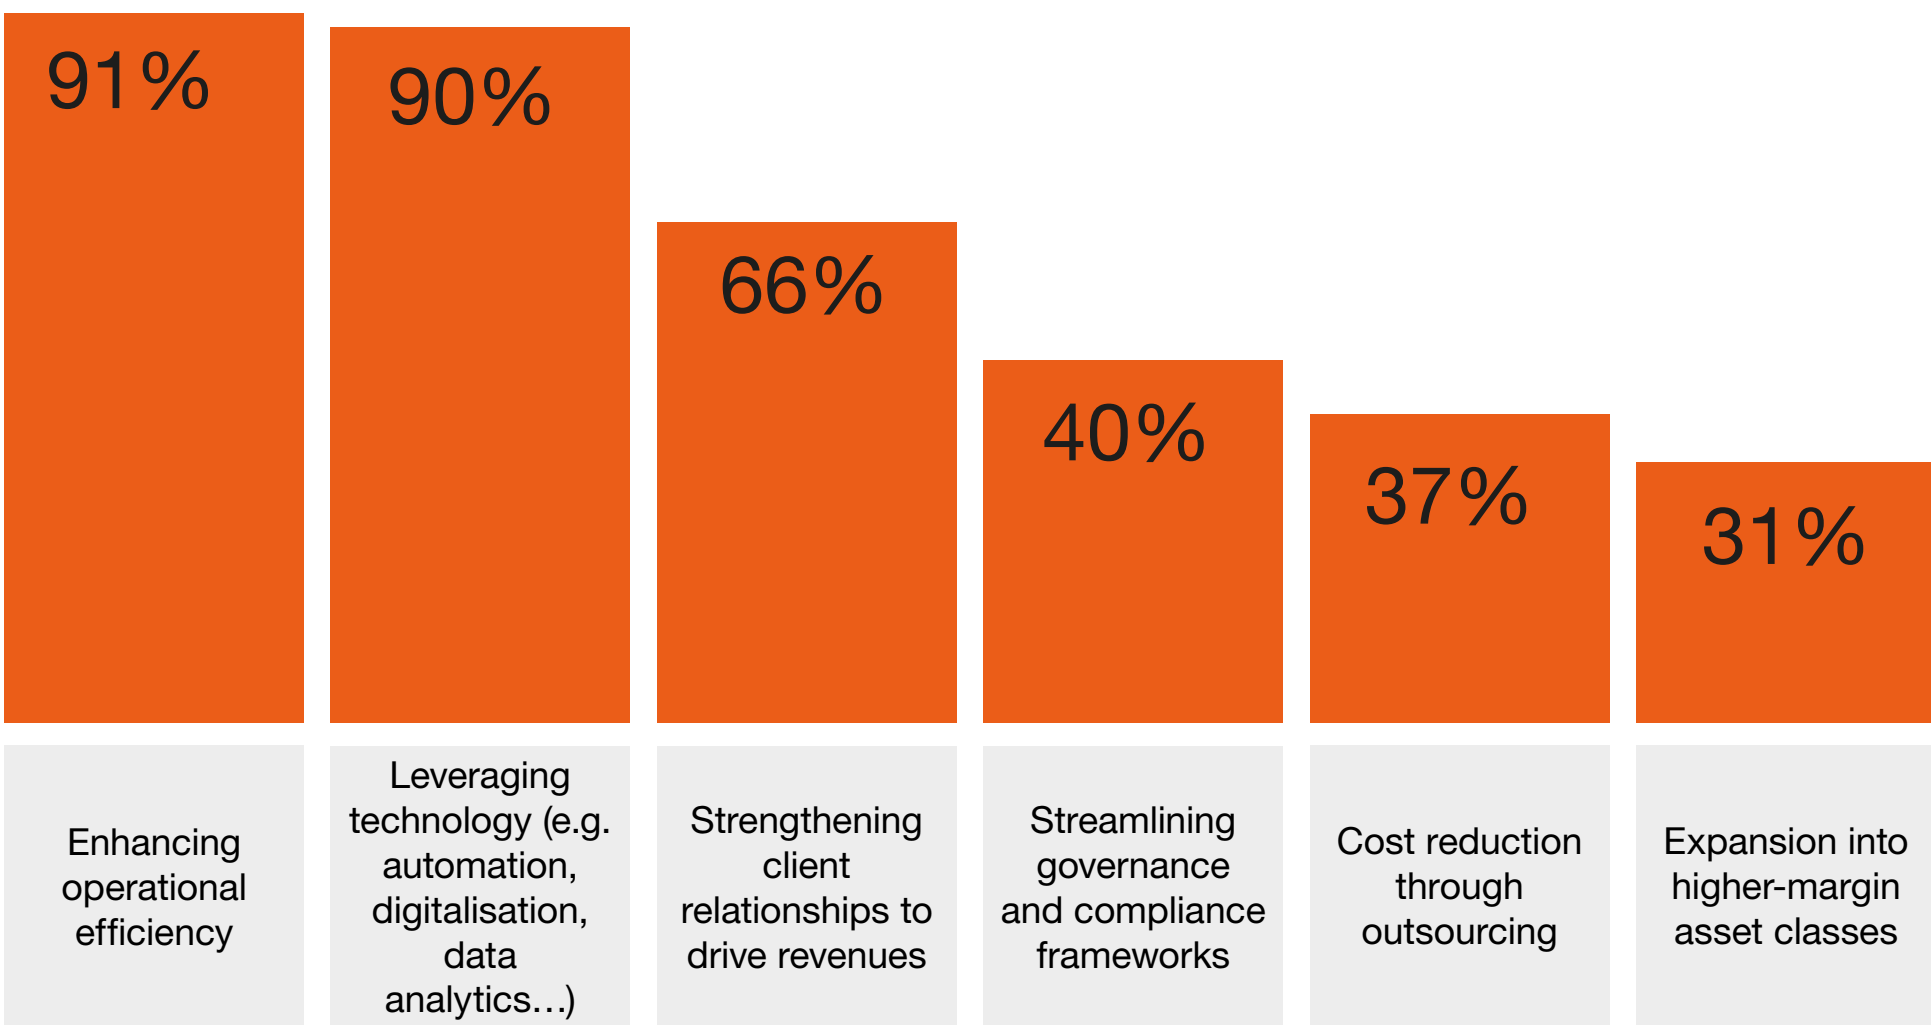 91%
90%
66%
40%
37%
31%
Enhancing
operational
efficiency
Leveraging
technology (e.g.
automation,
digitalisation,
data
analytics…)
Strengthening
client
relationships to
drive revenues
Streamlining
governance
and compliance
frameworks
Cost reduction
through
outsourcing
Expansion into
higher-margin
asset classes